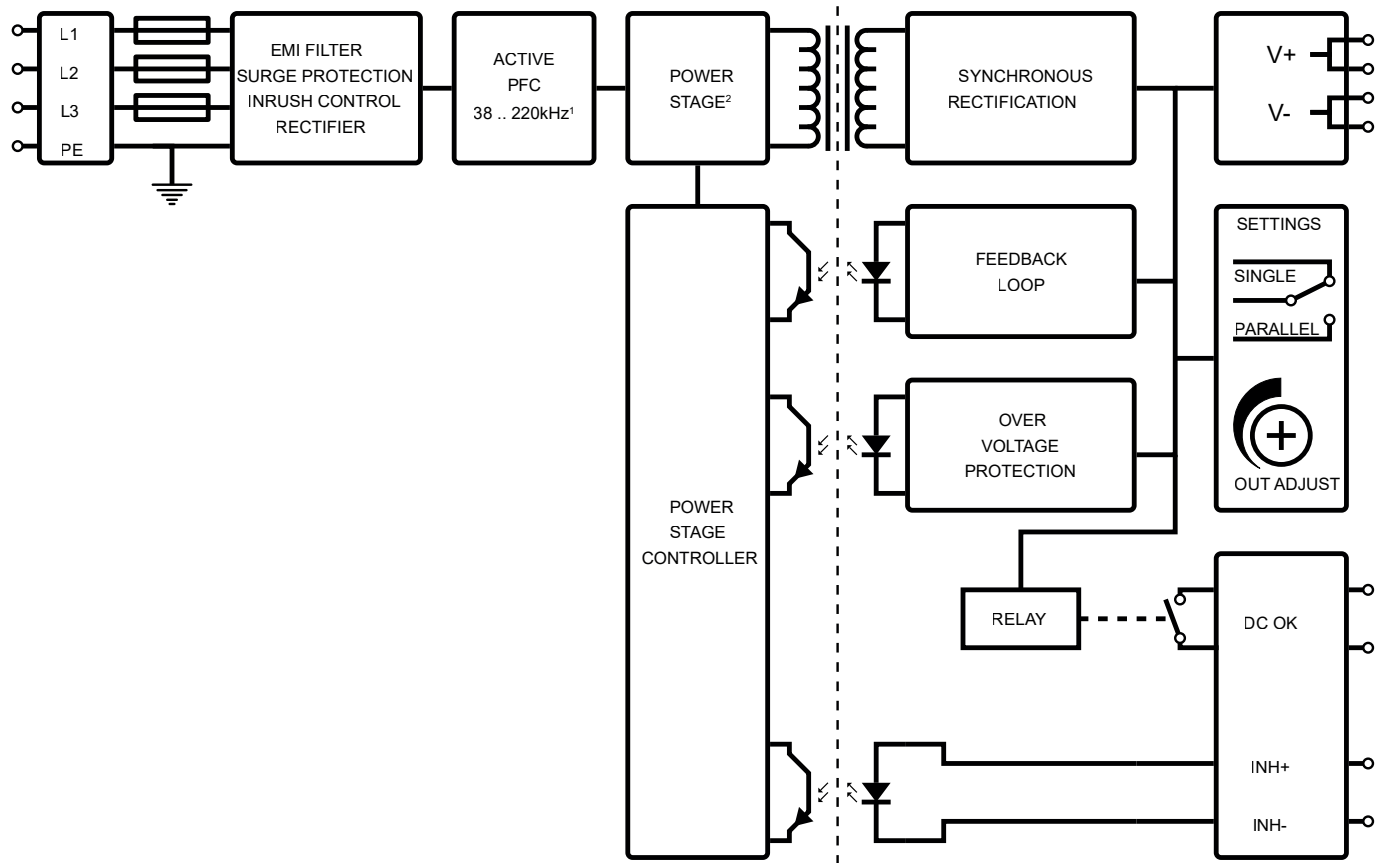 L1
L2
L3
PE
EMI FILTER
SURGE PROTECTION
INRUSH CONTROL
RECTIFIER
ACTIVE
PFC
38 .. 220kHz¹
POWER
STAGE²
SYNCHRONOUS
RECTIFICATION
V+
V-
POWER
STAGE
CONTROLLER
FEEDBACK
LOOP
SETTINGS
SINGLE
PARALLEL
OUT ADJUST
OVER
VOLTAGE
PROTECTION
RELAY
DC OK
INH+
INH-